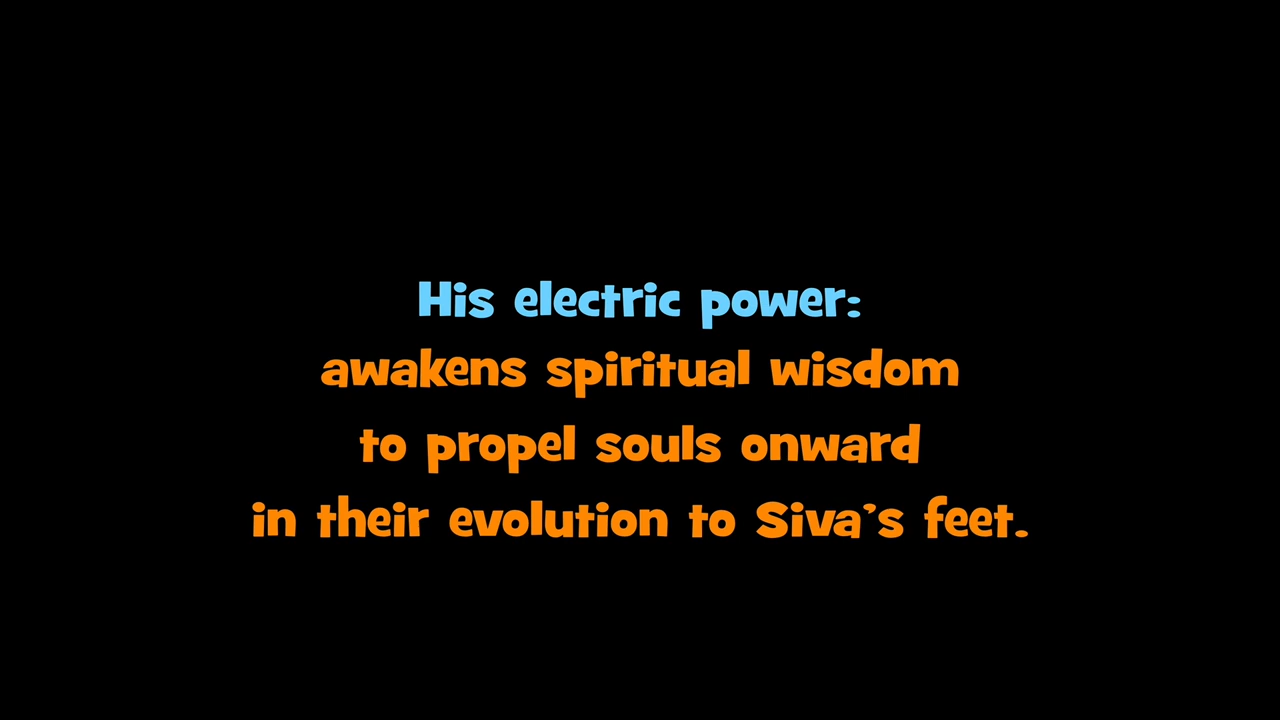 His electric power:
awakens spiritual wisdom
to propel souls onward
in their evolution to Siva's feet.